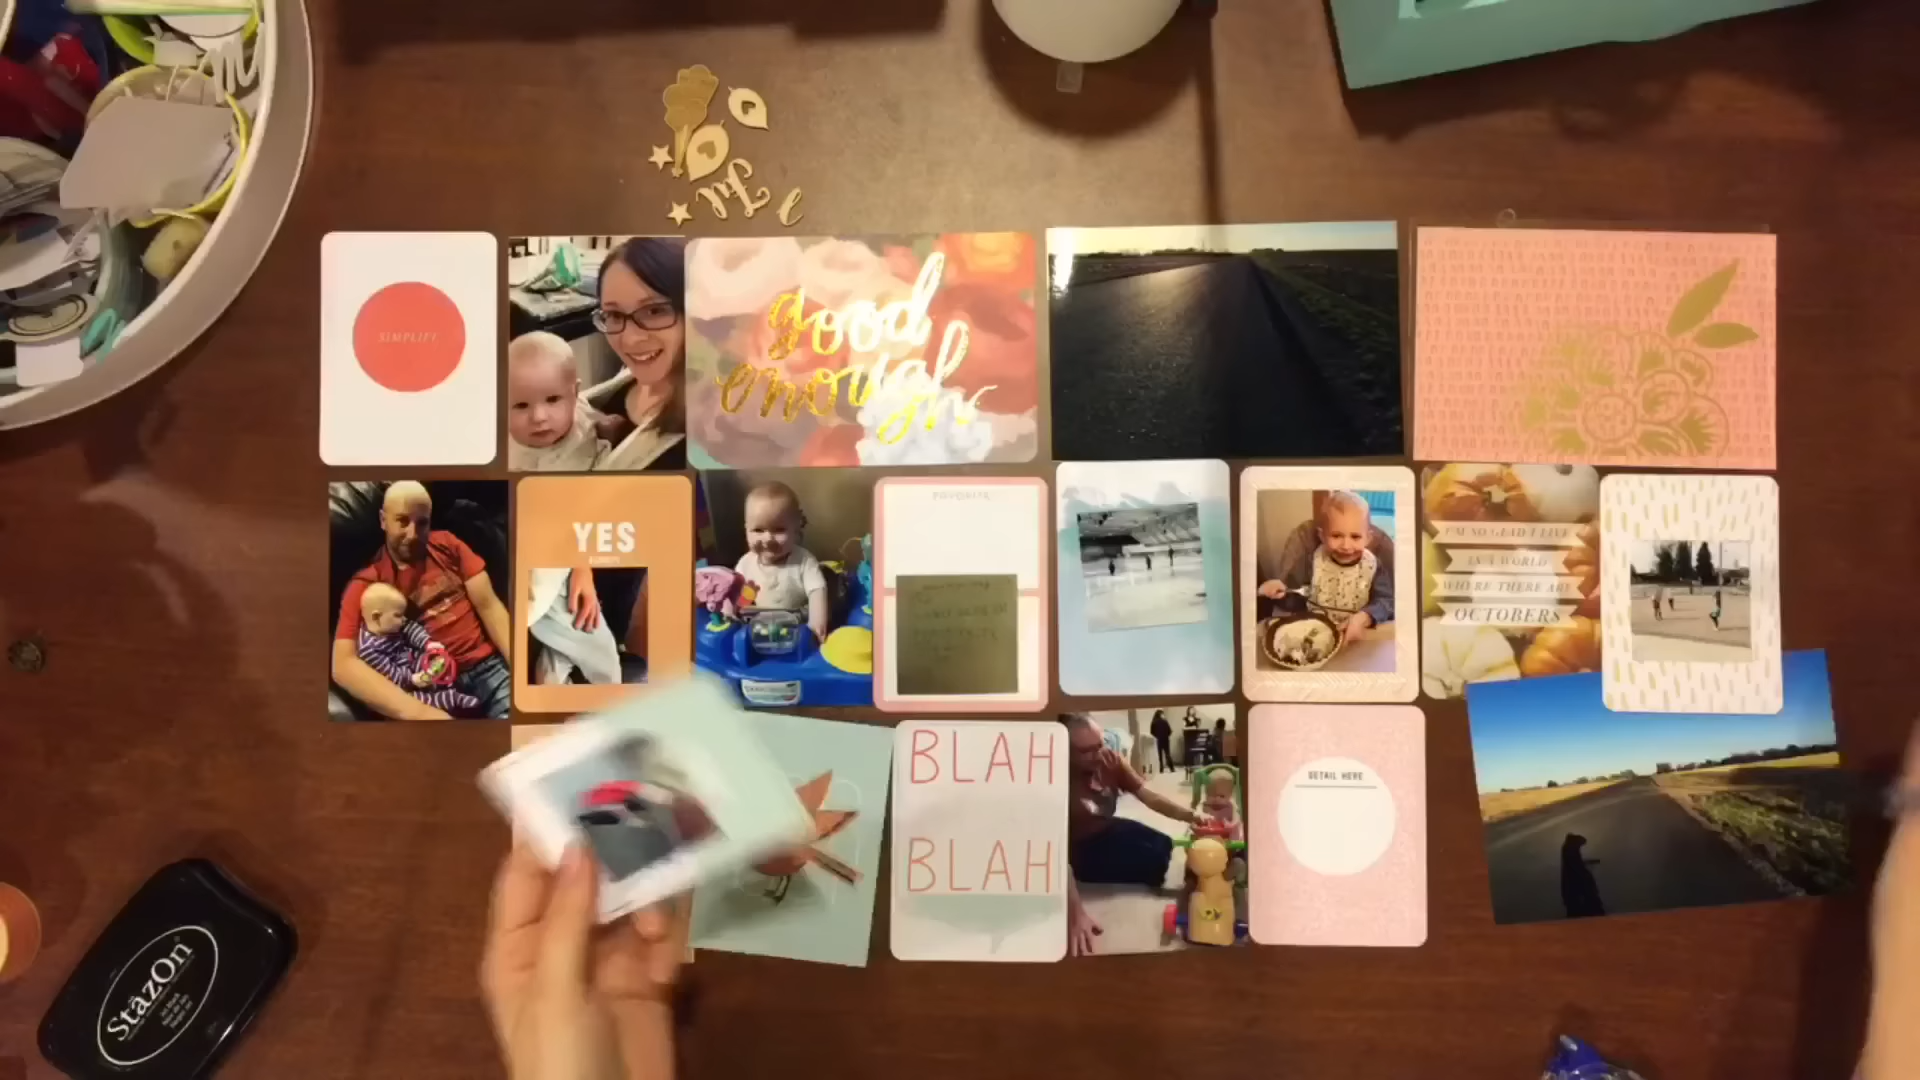 SIMPLIFY
good
enough
YES
FAVORITE
I'M SO GLAD I LIVE
IN A WORLD
WHERE THERE ARE
OCTOBERS
BLAH
BLAH
DETAIL HERE
StazOn